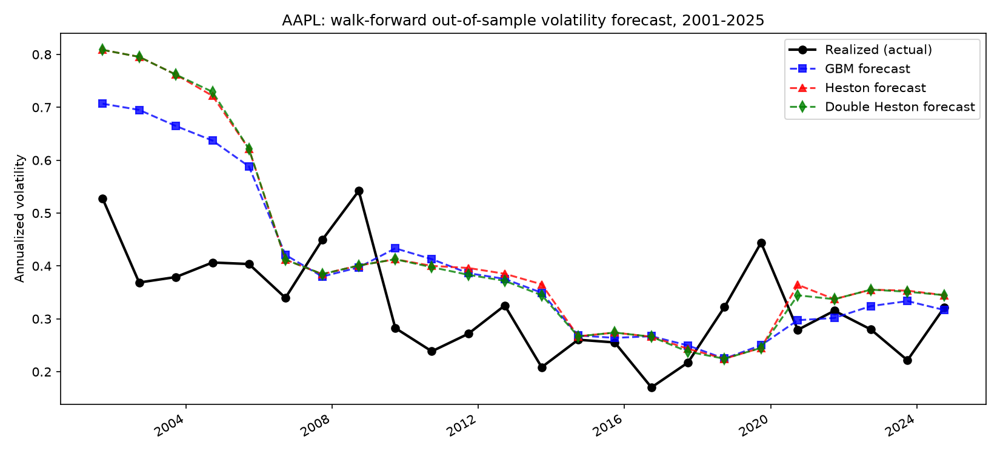 AAPL: walk-forward out-of-sample volatility forecast, 2001-2025
Realized (actual)
GBM forecast
Heston forecast
Double Heston forecast
Annualized volatility
0.8
0.7
0.6
0.5
0.4
0.3
0.2
2004
2008
2012
2016
2020
2024